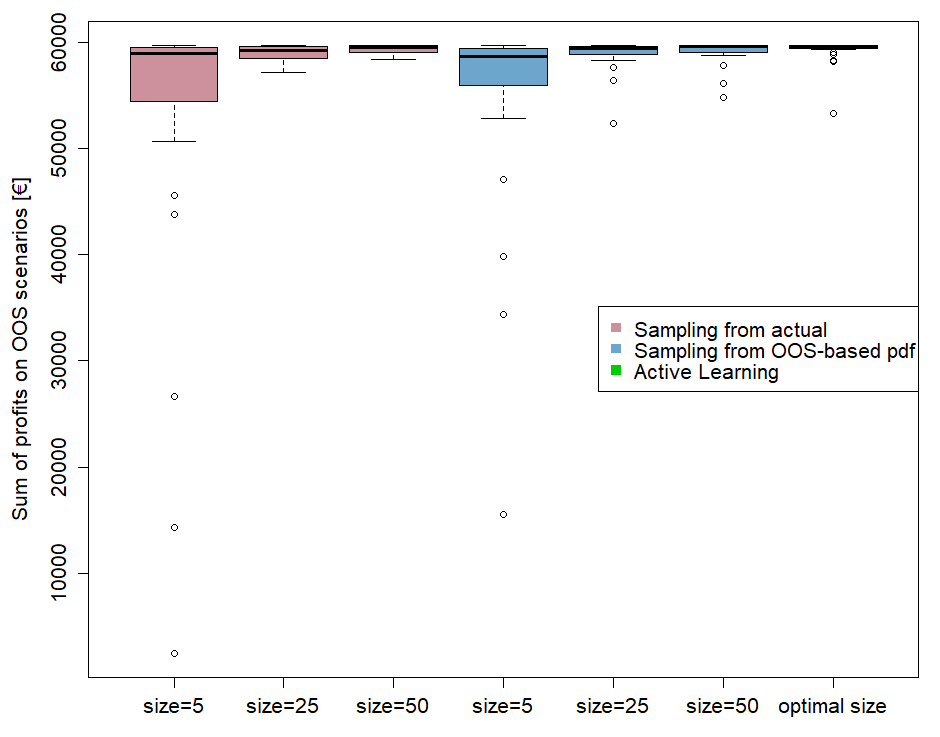 Sum of profits on OOS scenarios [€]
60000
50000
40000
30000
20000
10000
Sampling from actual
Sampling from OOS-based pdf
Active Learning
size=5 size=25 size=50 size=5 size=25 size=50 optimal size